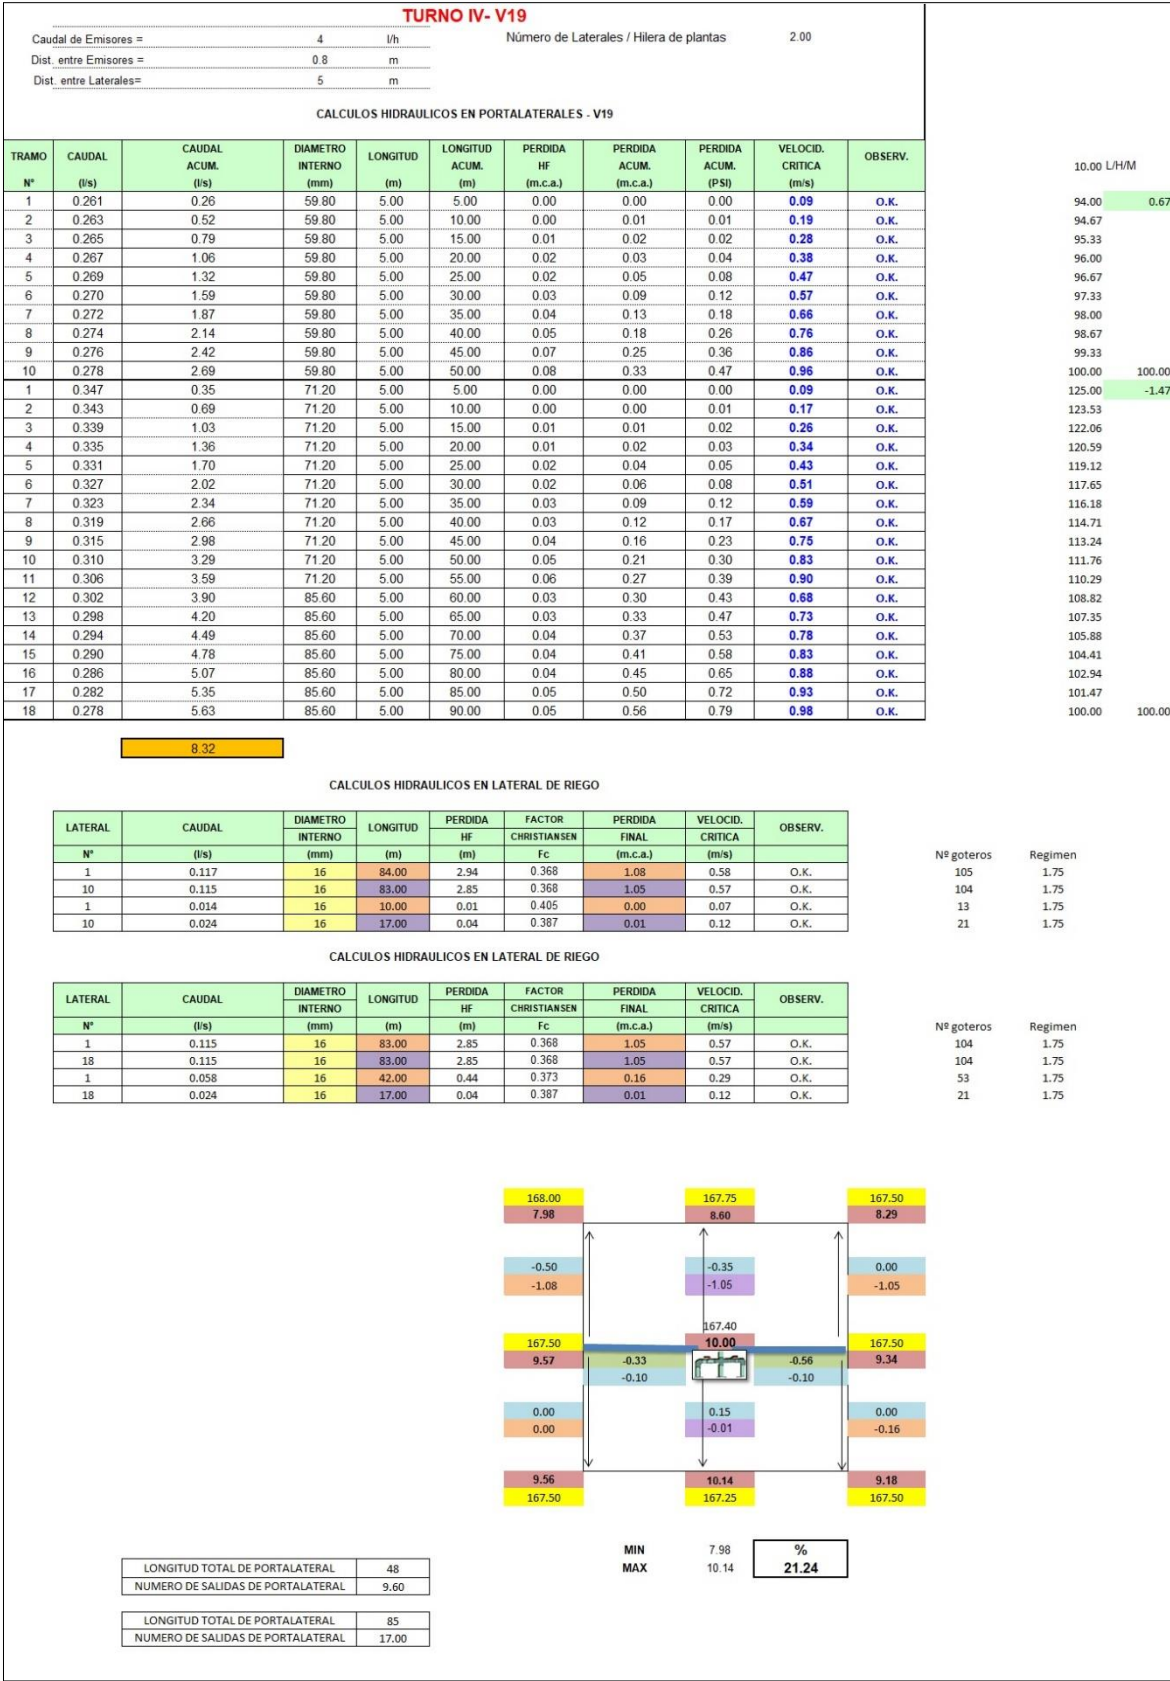 TURNO IV- V19
Caudal de Emisores = 4 l/h Número de Laterales / Hilera de plantas 2.00
Dist. entre Emisores = 0.8 m
Dist. entre Laterales= 5 m
CALCULOS HIDRAULICOS EN PORTALATERALES - V19
TRAMO CAUDAL CAUDAL DIAMETRO LONGITUD LONGITUD PERDIDA PERDIDA PERDIDA VELOCID. OBSERV.
ACUM. INTERNO ACUM. HF ACUM. ACUM. CRITICA 10.00 L/H/M
N° (l/s) (l/s) (mm) (m) (m) (m.c.a.) (m.c.a.) (PSI) (m/s)
1 0.261 0.26 59.80 5.00 5.00 0.00 0.00 0.00 0.09 O.K. 94.00 0.67
2 0.263 0.52 59.80 5.00 10.00 0.00 0.01 0.01 0.19 O.K. 94.67
3 0.265 0.79 59.80 5.00 15.00 0.01 0.02 0.02 0.28 O.K. 95.33
4 0.267 1.06 59.80 5.00 20.00 0.02 0.03 0.04 0.38 O.K. 96.00
5 0.269 1.32 59.80 5.00 25.00 0.02 0.05 0.08 0.47 O.K. 96.67
6 0.270 1.59 59.80 5.00 30.00 0.03 0.09 0.12 0.57 O.K. 97.33
7 0.272 1.87 59.80 5.00 35.00 0.04 0.13 0.18 0.66 O.K. 98.00
8 0.274 2.14 59.80 5.00 40.00 0.05 0.18 0.26 0.76 O.K. 98.67
9 0.276 2.42 59.80 5.00 45.00 0.07 0.25 0.36 0.86 O.K. 99.33
10 0.278 2.69 59.80 5.00 50.00 0.08 0.33 0.47 0.96 O.K. 100.00 100.00
1 0.347 0.35 71.20 5.00 5.00 0.00 0.00 0.00 0.09 O.K. 125.00 -1.47
2 0.343 0.69 71.20 5.00 10.00 0.00 0.00 0.01 0.17 O.K. 123.53
3 0.339 1.03 71.20 5.00 15.00 0.01 0.01 0.02 0.26 O.K. 122.06
4 0.335 1.36 71.20 5.00 20.00 0.01 0.02 0.03 0.34 O.K. 120.59
5 0.331 1.70 71.20 5.00 25.00 0.02 0.04 0.05 0.43 O.K. 119.12
6 0.327 2.02 71.20 5.00 30.00 0.02 0.06 0.08 0.51 O.K. 117.65
7 0.323 2.34 71.20 5.00 35.00 0.03 0.09 0.12 0.59 O.K. 116.18
8 0.319 2.66 71.20 5.00 40.00 0.03 0.12 0.17 0.67 O.K. 114.71
9 0.315 2.98 71.20 5.00 45.00 0.04 0.16 0.23 0.75 O.K. 113.24
10 0.310 3.29 71.20 5.00 50.00 0.05 0.21 0.30 0.83 O.K. 111.76
11 0.306 3.59 71.20 5.00 55.00 0.06 0.27 0.39 0.90 O.K. 110.29
12 0.302 3.90 85.60 5.00 60.00 0.03 0.30 0.43 0.68 O.K. 108.82
13 0.298 4.20 85.60 5.00 65.00 0.03 0.33 0.47 0.73 O.K. 107.35
14 0.294 4.49 85.60 5.00 70.00 0.04 0.37 0.53 0.78 O.K. 105.88
15 0.290 4.78 85.60 5.00 75.00 0.04 0.41 0.58 0.83 O.K. 104.41
16 0.286 5.07 85.60 5.00 80.00 0.04 0.45 0.65 0.88 O.K. 102.94
17 0.282 5.35 85.60 5.00 85.00 0.05 0.50 0.72 0.93 O.K. 101.47
18 0.278 5.63 85.60 5.00 90.00 0.05 0.56 0.79 0.98 O.K. 100.00 100.00
8.32
CALCULOS HIDRAULICOS EN LATERAL DE RIEGO
LATERAL CAUDAL DIAMETRO LONGITUD PERDIDA FACTOR PERDIDA VELOCID. OBSERV.
INTERNO HF CHRISTIANSEN FINAL CRITICA
N° (l/s) (mm) (m) (m) Fc (m.c.a.) (m/s) Nº goteros Regimen
1 0.117 16 84.00 2.94 0.368 1.08 0.58 O.K. 105 1.75
10 0.115 16 83.00 2.85 0.368 1.05 0.57 O.K. 104 1.75
1 0.014 16 10.00 0.01 0.405 0.00 0.07 O.K. 13 1.75
10 0.024 16 17.00 0.04 0.387 0.01 0.12 O.K. 21 1.75
CALCULOS HIDRAULICOS EN LATERAL DE RIEGO
LATERAL CAUDAL DIAMETRO LONGITUD PERDIDA FACTOR PERDIDA VELOCID. OBSERV.
INTERNO HF CHRISTIANSEN FINAL CRITICA
N° (l/s) (mm) (m) (m) Fc (m.c.a.) (m/s) Nº goteros Regimen
1 0.115 16 83.00 2.85 0.368 1.05 0.57 O.K. 104 1.75
18 0.115 16 83.00 2.85 0.368 1.05 0.57 O.K. 104 1.75
1 0.058 16 42.00 0.44 0.373 0.16 0.29 O.K. 53 1.75
18 0.024 16 17.00 0.04 0.387 0.01 0.12 O.K. 21 1.75
168.00 167.75 167.50
7.98 8.60 8.29
-0.50 -0.35 0.00
-1.08 -1.05 -1.05
167.40
167.50 10.00 167.50
9.57 -0.33 -0.56 9.34
-0.10 -0.10
0.00 0.15 0.00
0.00 -0.01 -0.16
9.56 10.14 9.18
167.50 167.25 167.50
MIN 7.98 %
MAX 10.14 21.24
LONGITUD TOTAL DE PORTALATERAL 48
NUMERO DE SALIDAS DE PORTALATERAL 9.60
LONGITUD TOTAL DE PORTALATERAL 85
NUMERO DE SALIDAS DE PORTALATERAL 17.00